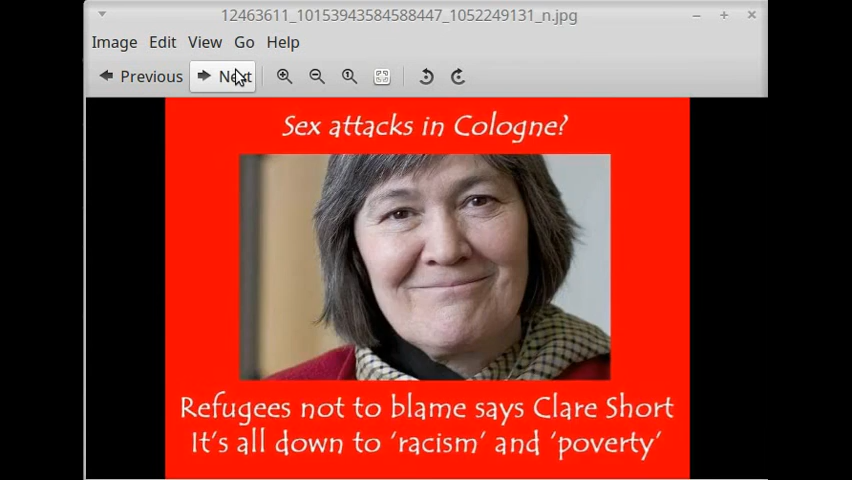 12463611_10153943584588447_1052249131_n.jpg
Image Edit View Go Help
Previous Next
Sex attacks in Cologne?
Refugees not to blame says Clare Short
It's all down to 'racism' and 'poverty'